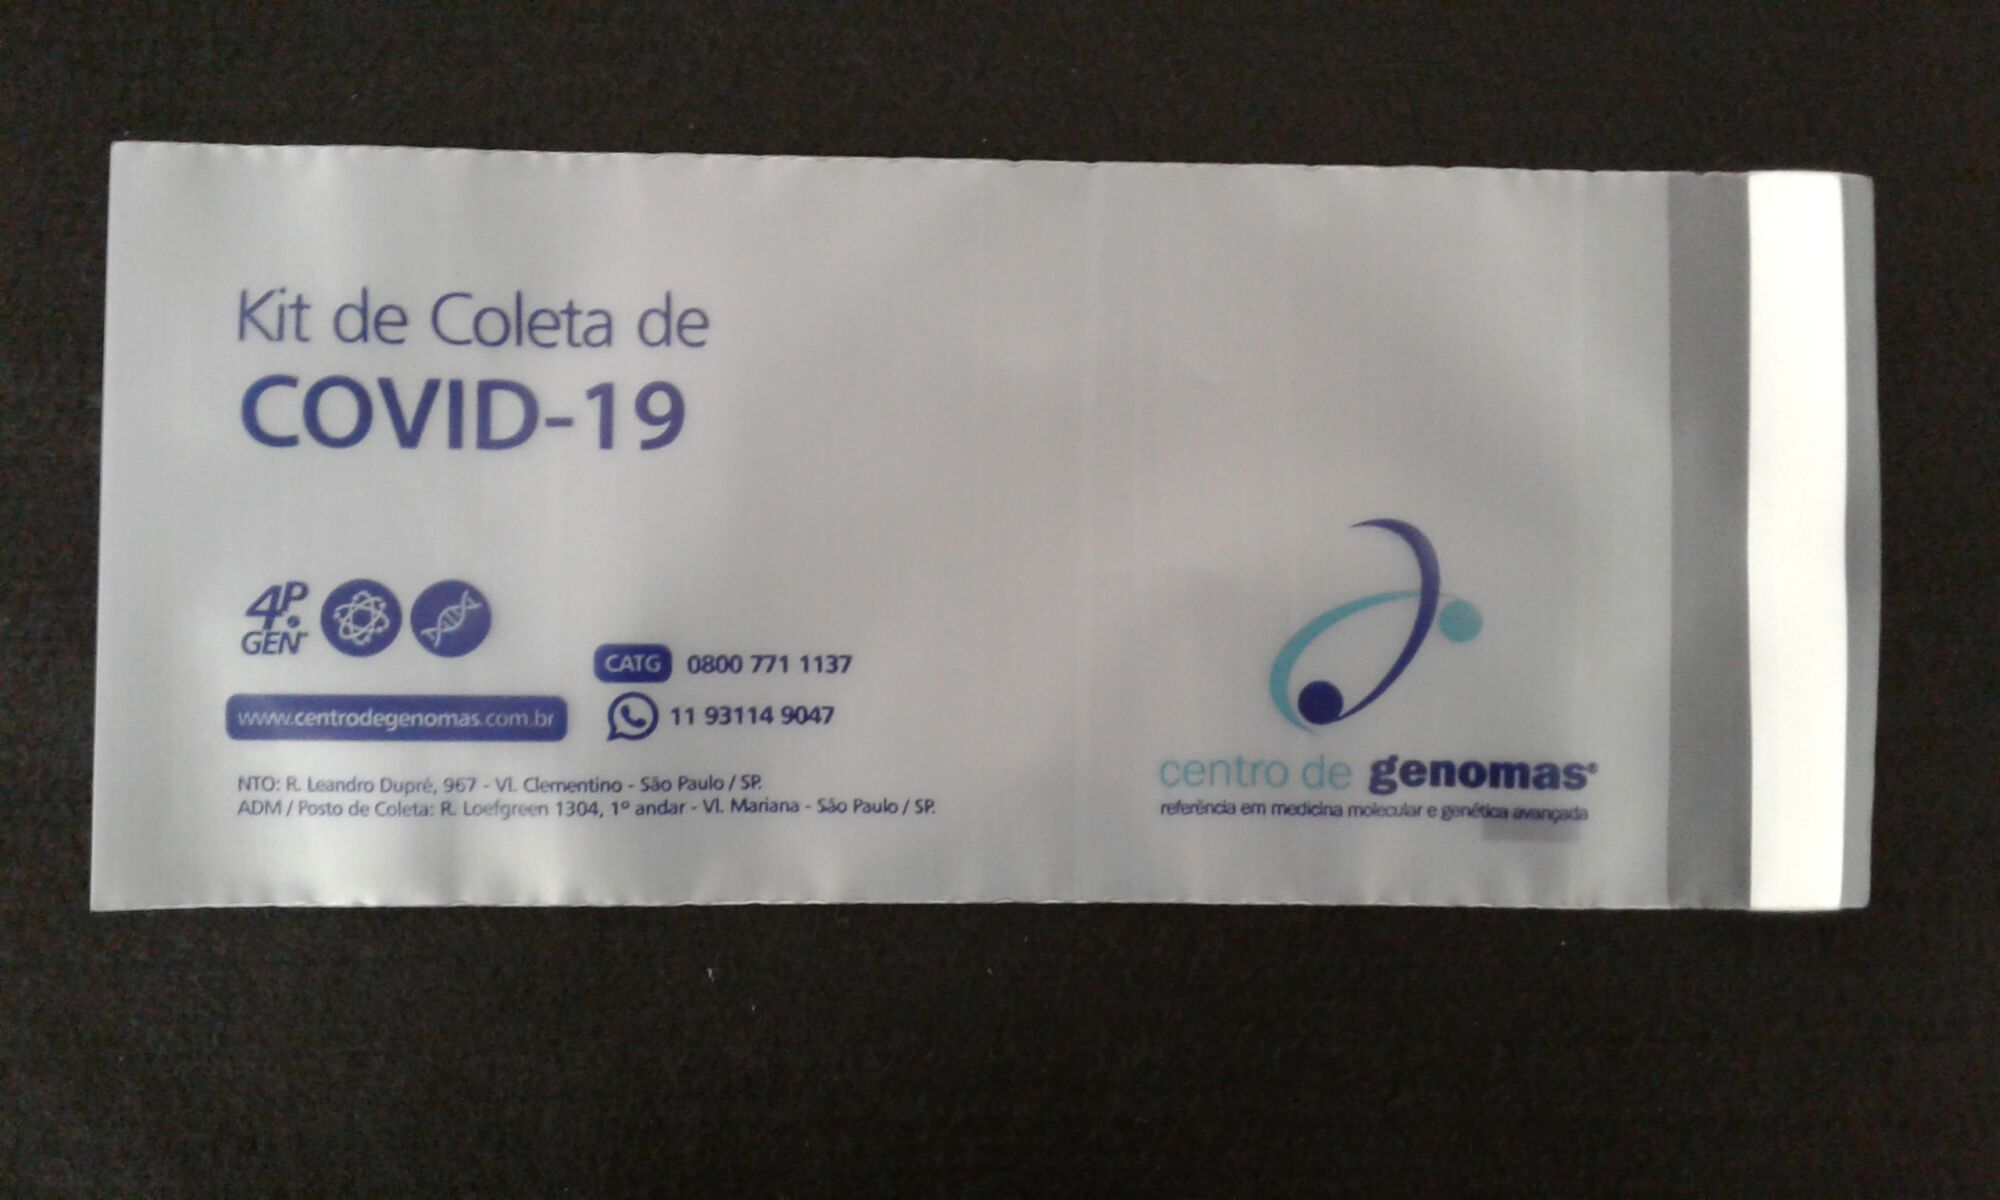 Kit de Coleta de
COVID-19
4P.
GEN™
CATG 0800 771 1137
www.centrodegenomas.com.br
11 93114 9047
NTO: R. Leandro Dupré, 967 - Vl. Clementino - São Paulo / SP.
ADM / Posto de Coleta: R. Loefgreen 1304, 1º andar - Vl. Mariana - São Paulo / SP.
centro de genomas®
referência em medicina molecular e genética avançada